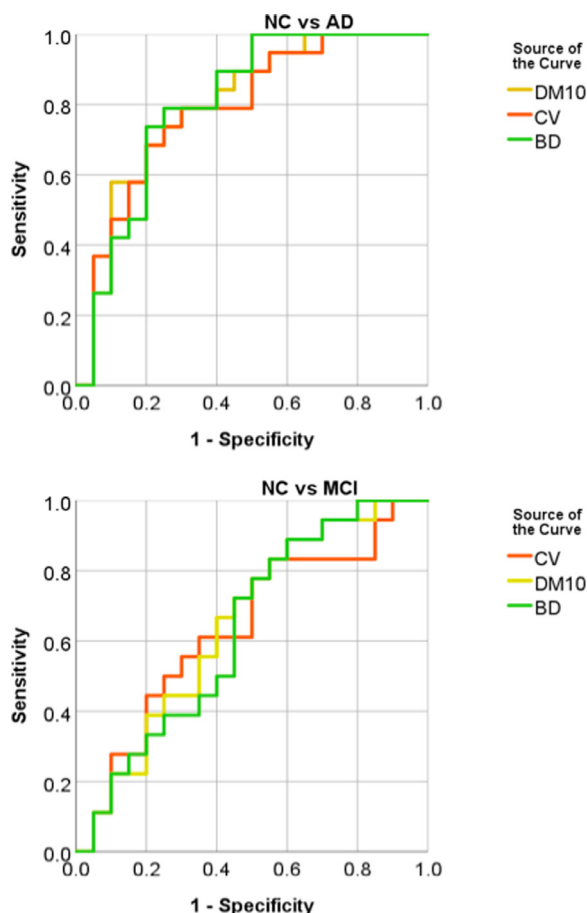 NC vs AD
1.0
0.8
0.6
0.4
0.2
0.0
Sensitivity
0.0 0.2 0.4 0.6 0.8 1.0
1 - Specificity
Source of
the Curve
DM10
CV
BD
NC vs MCI
1.0
0.8
0.6
0.4
0.2
0.0
Sensitivity
0.0 0.2 0.4 0.6 0.8 1.0
1 - Specificity
Source of
the Curve
CV
DM10
BD